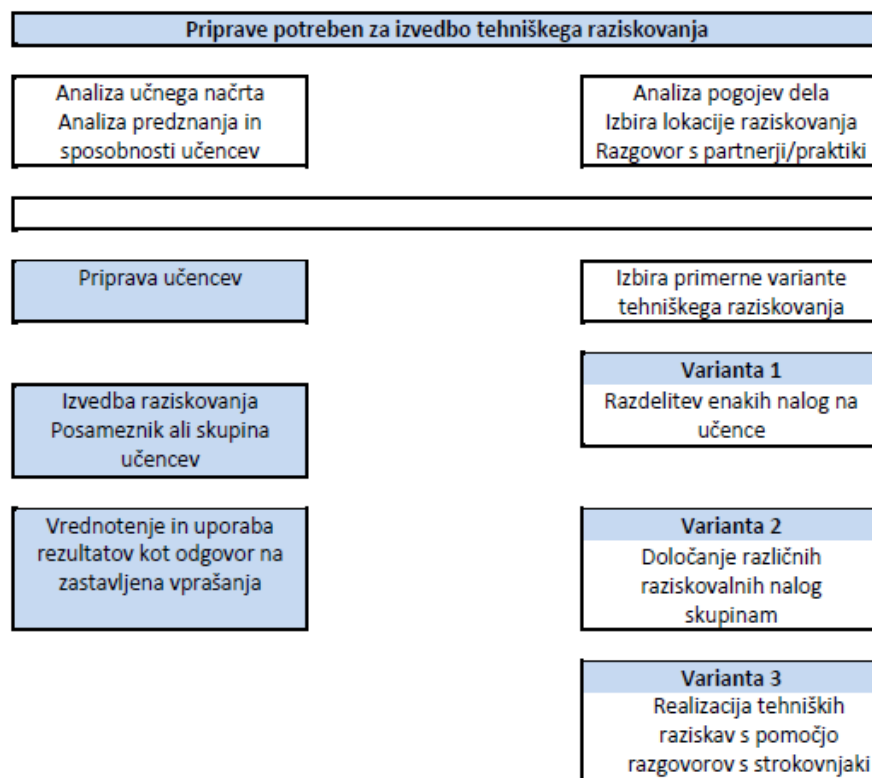 Priprave potreben za izvedbo tehniškega raziskovanja
Analiza učnega načrta
Analiza predznanja in
sposobnosti učencev
Analiza pogojev dela
Izbira lokacije raziskovanja
Razgovor s partnerji/praktiki
Priprava učencev
Izbira primerne variante
tehniškega raziskovanja
Izvedba raziskovanja
Posameznik ali skupina
učencev
Varianta 1
Razdelitev enakih nalog na
učence
Vrednotenje in uporaba
rezultatov kot odgovor na
zastavljena vprašanja
Varianta 2
Določanje različnih
raziskovalnih nalog
skupinam
Varianta 3
Realizacija tehniških
raziskav s pomočjo
razgovorov s strokovnjaki